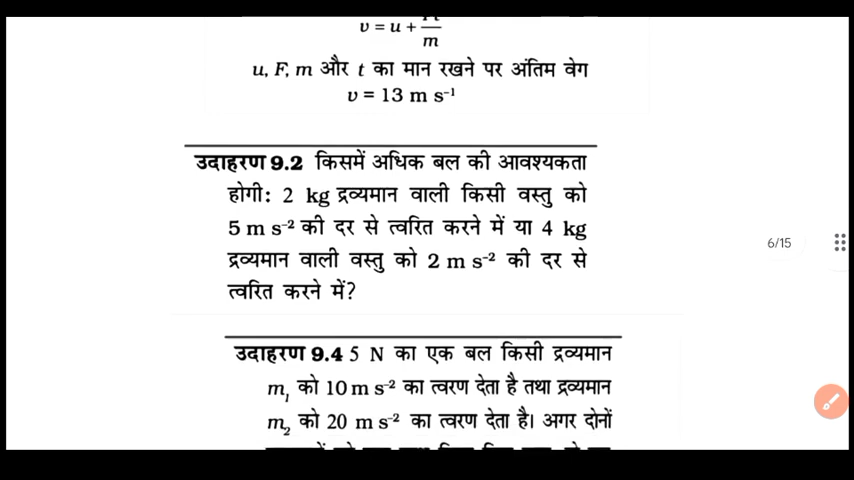 υ = u + Ft/m
u, F, m और t का मान रखने पर अंतिम वेग
υ = 13 m s⁻¹
उदाहरण 9.2 किसमें अधिक बल की आवश्यकता
होगी: 2 kg द्रव्यमान वाली किसी वस्तु को
5 m s⁻² की दर से त्वरित करने में या 4 kg
द्रव्यमान वाली वस्तु को 2 m s⁻² की दर से
त्वरित करने में?
6/15
उदाहरण 9.4 5 N का एक बल किसी द्रव्यमान
m₁ को 10 m s⁻² का त्वरण देता है तथा द्रव्यमान
m₂ को 20 m s⁻² का त्वरण देता है। अगर दोनों